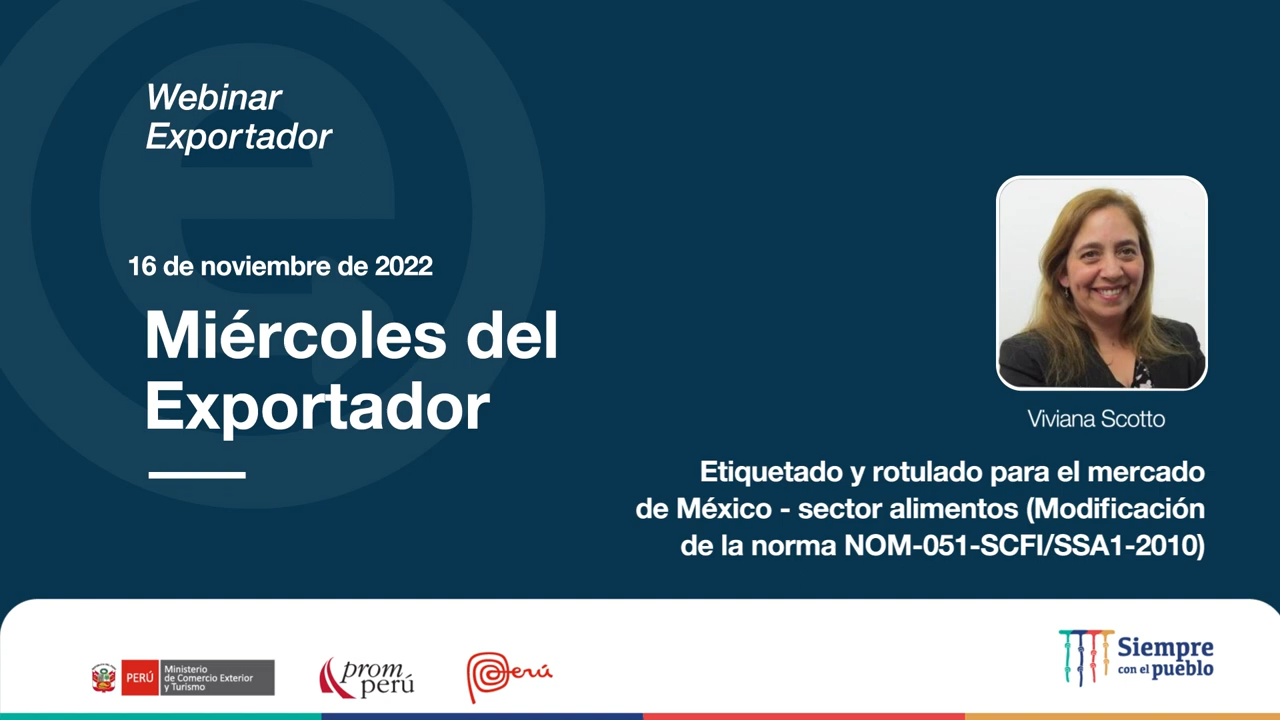 Webinar
Exportador
16 de noviembre de 2022
Miércoles del
Exportador
Viviana Scotto
Etiquetado y rotulado para el mercado
de México - sector alimentos (Modificación
de la norma NOM-051-SCFI/SSA1-2010)
PERÚ
Ministerio
de Comercio Exterior
y Turismo
prom
perú
Perú
Siempre
con el pueblo